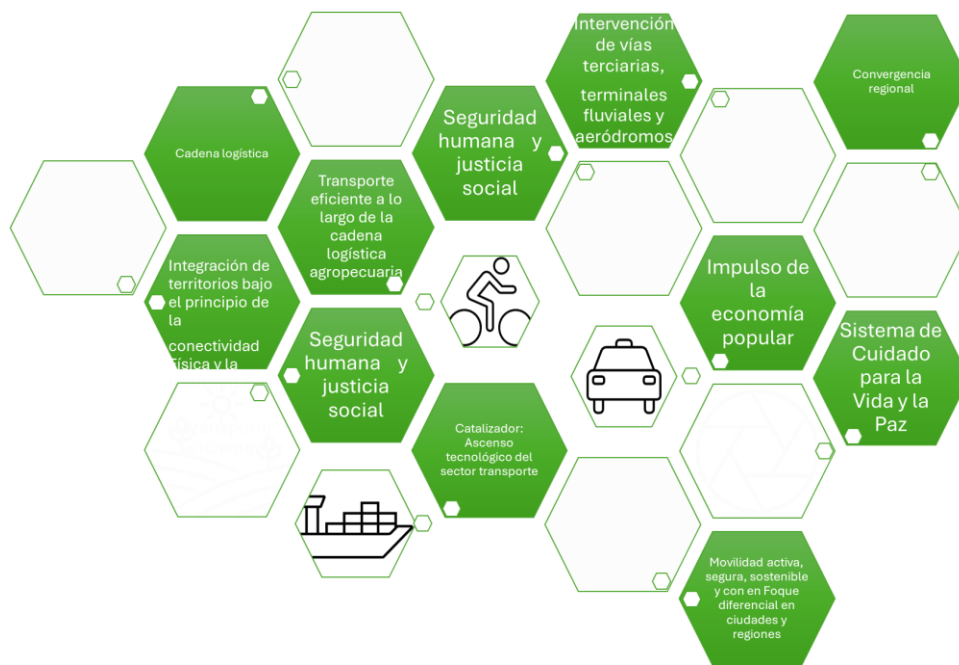 Intervención
de vías
terciarias,
terminales
fluviales y
aeródromos
Convergencia
regional
Seguridad
humana y
justicia
social
Cadena logística
Transporte
eficiente a lo
largo de la
cadena
logística
agropecuaria
Integración de
territorios bajo
el principio de
la
conectividad
Física y la
Impulso de
la
economía
popular
Seguridad
humana y
justicia
social
Sistema de
Cuidado
para la
Vida y la
Paz
Catalizador:
Ascenso
tecnológico del
sector transporte
Movilidad activa,
segura, sostenible
y con en Foque
diferencial en
ciudades y
regiones